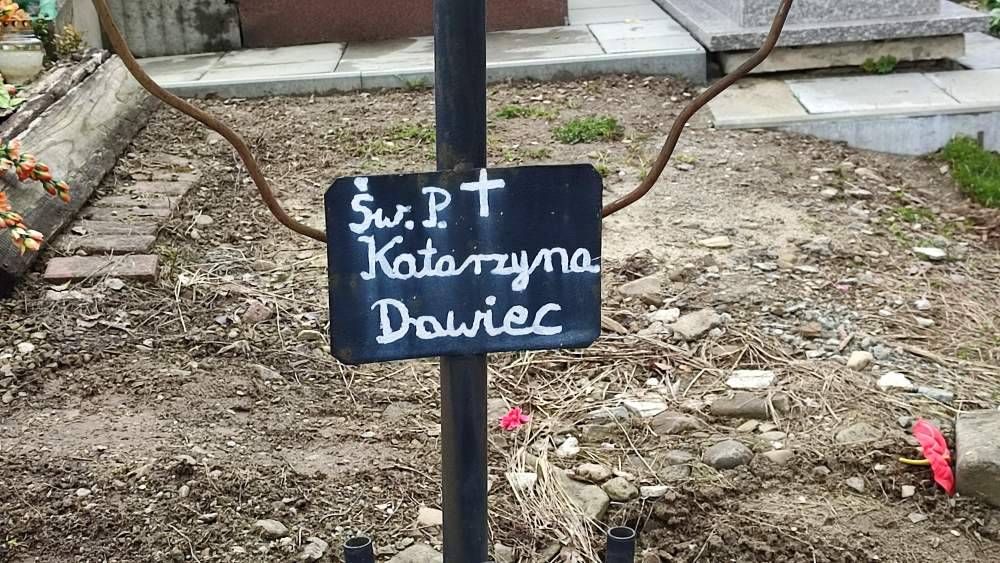 Św. P. ✝
Katarzyna
Dawiec